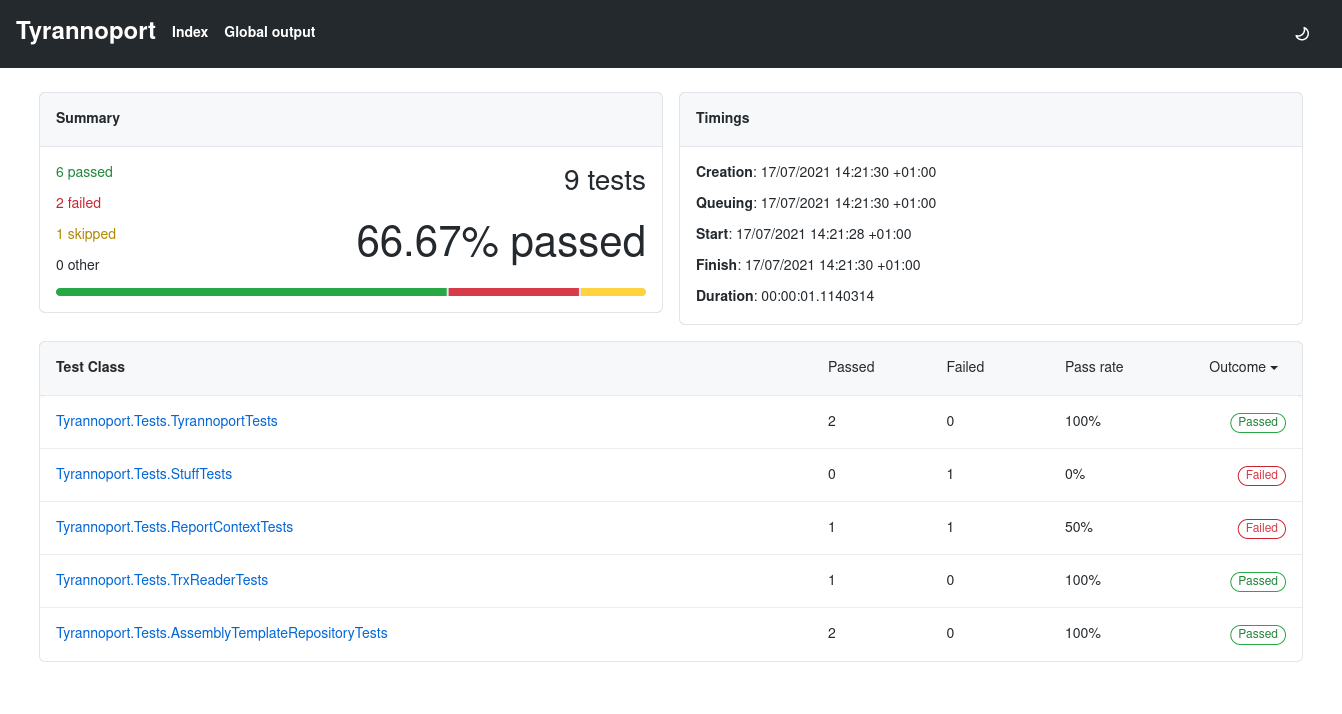 Tyrannoport Index Global output
Summary
6 passed
2 failed
1 skipped
0 other
9 tests
66.67% passed
Timings
Creation: 17/07/2021 14:21:30 +01:00
Queuing: 17/07/2021 14:21:30 +01:00
Start: 17/07/2021 14:21:28 +01:00
Finish: 17/07/2021 14:21:30 +01:00
Duration: 00:00:01.1140314
Test Class Passed Failed Pass rate Outcome
Tyrannoport.Tests.TyrannoportTests 2 0 100% Passed
Tyrannoport.Tests.StuffTests 0 1 0% Failed
Tyrannoport.Tests.ReportContextTests 1 1 50% Failed
Tyrannoport.Tests.TrxReaderTests 1 0 100% Passed
Tyrannoport.Tests.AssemblyTemplateRepositoryTests 2 0 100% Passed